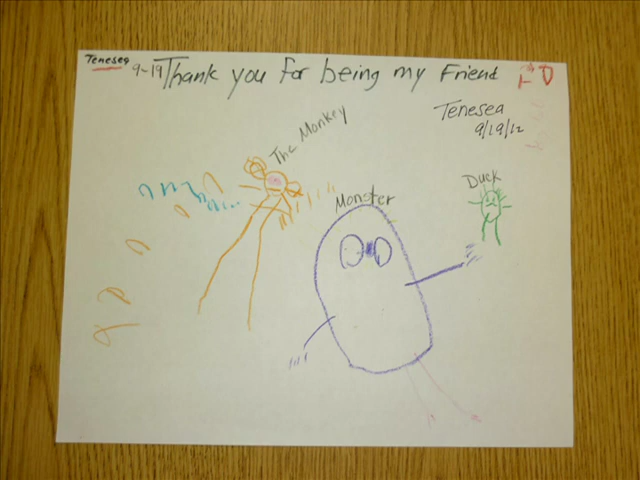 Tenesea
9-19 Thank you for being my Friend
Tenesea
9/19/12
The Monkey
Duck
Monster